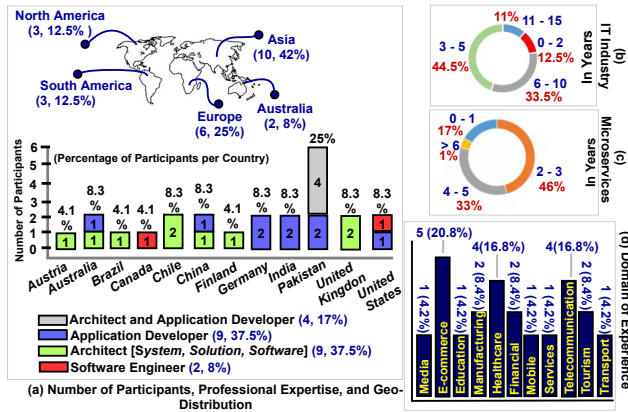 North America
(3, 12.5% )
Asia
(10, 42%)
South America
(3, 12.5%)
Europe
(6, 25%)
Australia
(2, 8%)
(Percentage of Participants per Country)
Number of Participants
6
5
4
3
2
1
0
4.1
%
8.3
%
4.1
%
4.1
%
8.3
%
8.3
%
4.1
%
8.3
%
8.3
%
25%
8.3
%
8.3
%
1
1
1
1
1
2
1
1
1
2
2
4
2
2
1
1
Austria
Australia
Brazil
Canada
Chile
China
Finland
Germany
India
Pakistan
United
Kingdon
United
States
Architect and Application Developer (4, 17%)
Application Developer (9, 37.5%)
Architect [System, Solution, Software] (9, 37.5%)
Software Engineer (2, 8%)
(a) Number of Participants, Professional Expertise, and Geo-
Distribution
11%
11 - 15
0 - 2
12.5%
3 - 5
44.5%
6 - 10
33.5%
(b)
IT Industry
In Years
0 - 1
17%
> 6
1%
4 - 5
33%
2 - 3
46%
(c)
Microservices
In Years
(d) Domain of Experience
1 (4.2%)
5 (20.8%)
1 (4.2%)
2 (8.4%)
4(16.8%)
2 (8.4%)
1 (4.2%)
1 (4.2%)
4(16.8%)
2 (8.4%)
1 (4.2%)
Media
E-commerce
Education
Manufacturing
Healthcare
Financial
Mobile
Services
Telecommunication
Tourism
Transport